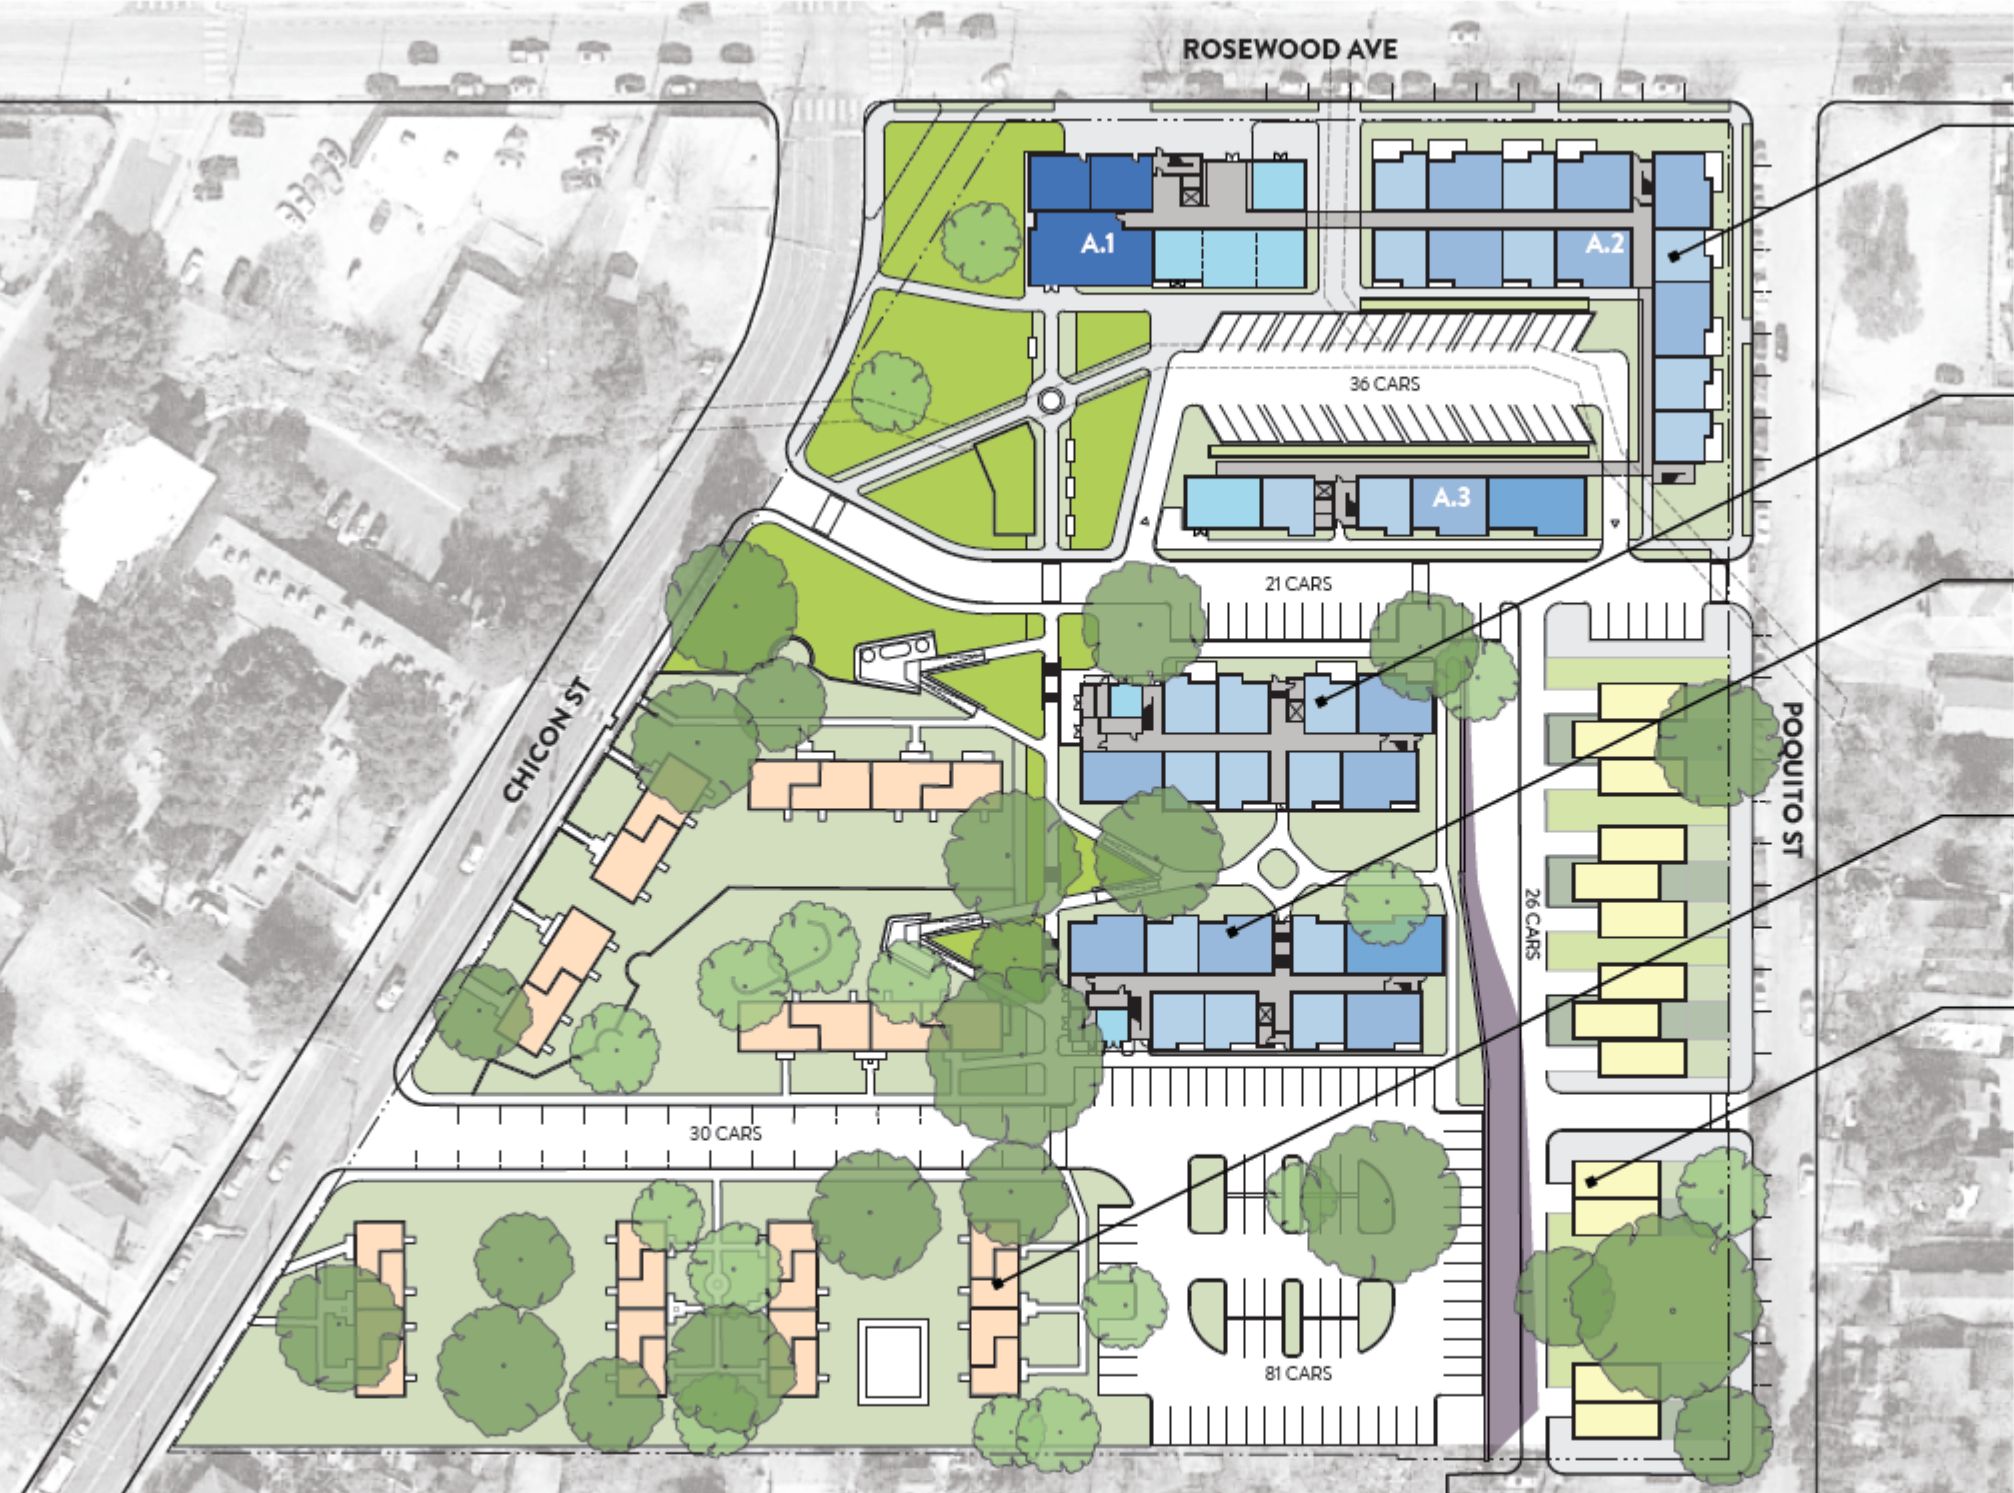 ROSEWOOD AVE
A.1
A.2
36 CARS
A.3
21 CARS
CHICON ST
POQUITO ST
26 CARS
30 CARS
81 CARS